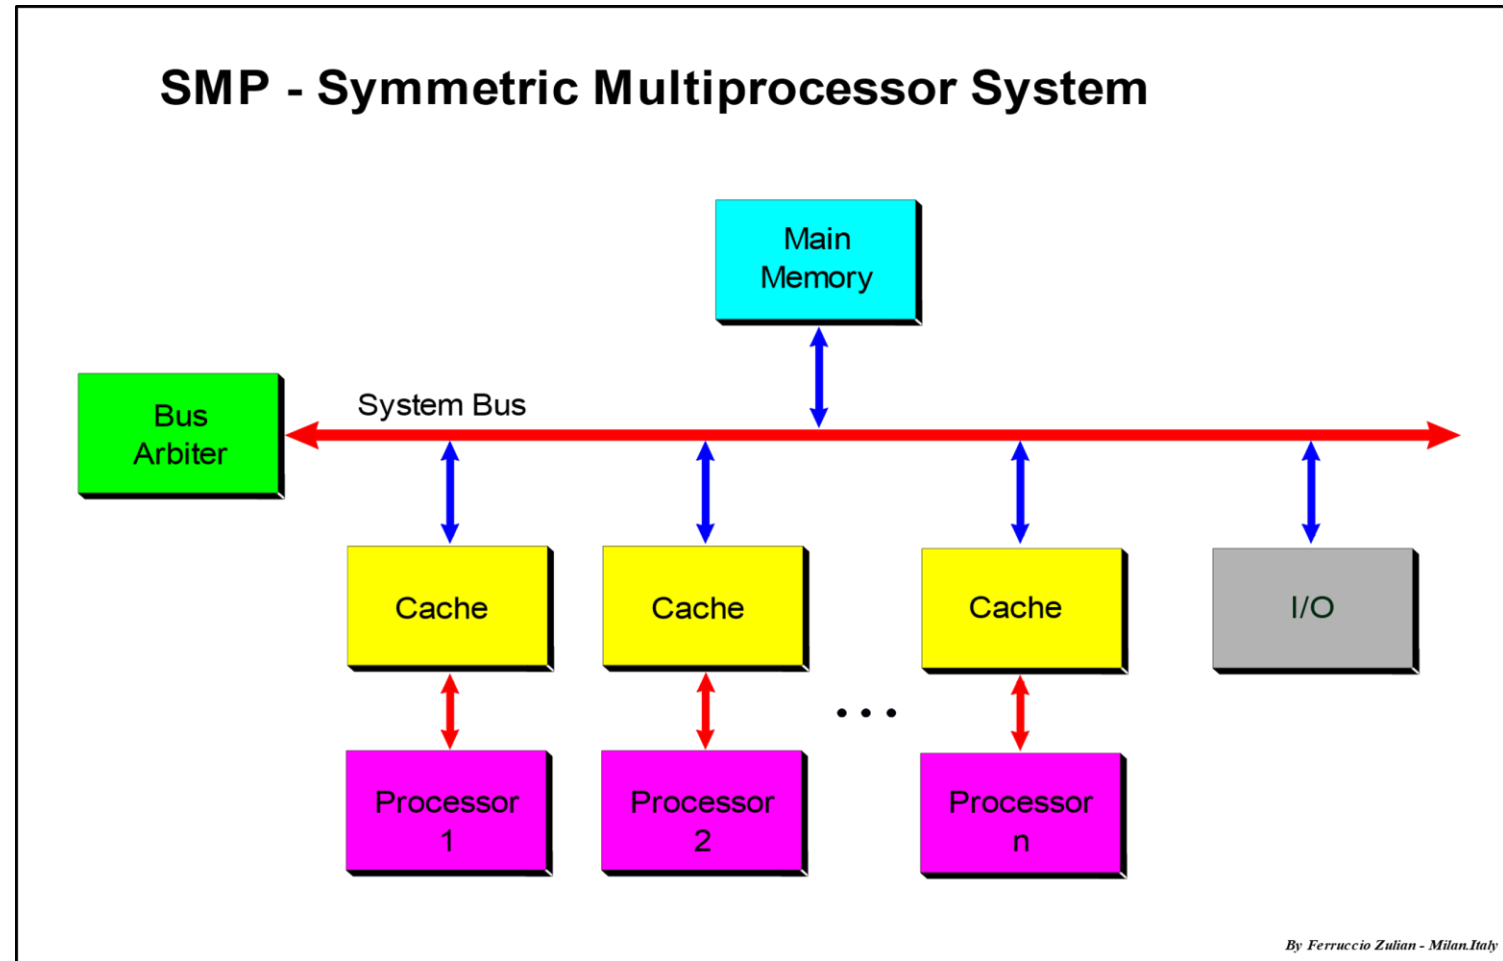 SMP - Symmetric Multiprocessor System
Main
Memory
System Bus
Bus
Arbiter
Cache
Cache
Cache
I/O
...
Processor
1
Processor
2
Processor
n
By Ferruccio Zulian - Milan.Italy